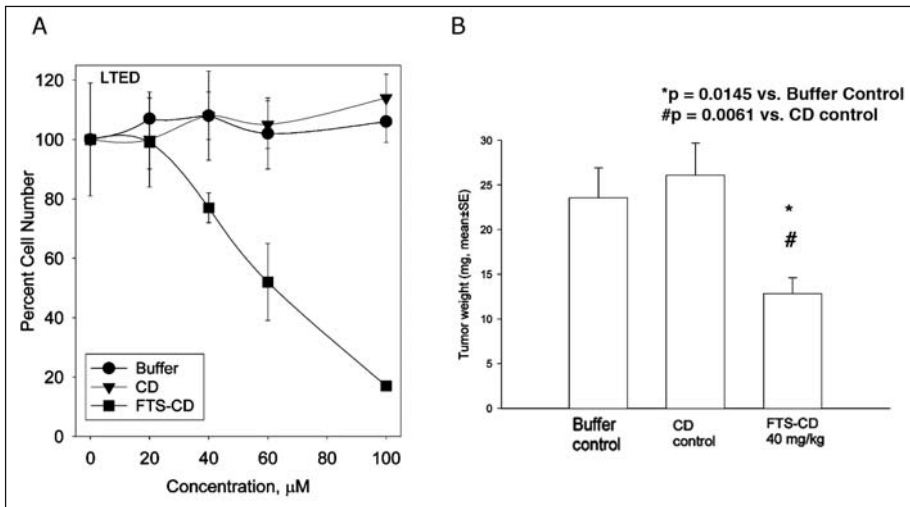 A
LTED
120
100
80
60
40
20
0
Percent Cell Number
Buffer
CD
FTS-CD
0 20 40 60 80 100
Concentration, μM
B
*p = 0.0145 vs. Buffer Control
#p = 0.0061 vs. CD control
30
25
20
15
10
5
0
Tumor weight (mg, mean±SE)
*
#
Buffer
control
CD
control
FTS-CD
40 mg/kg